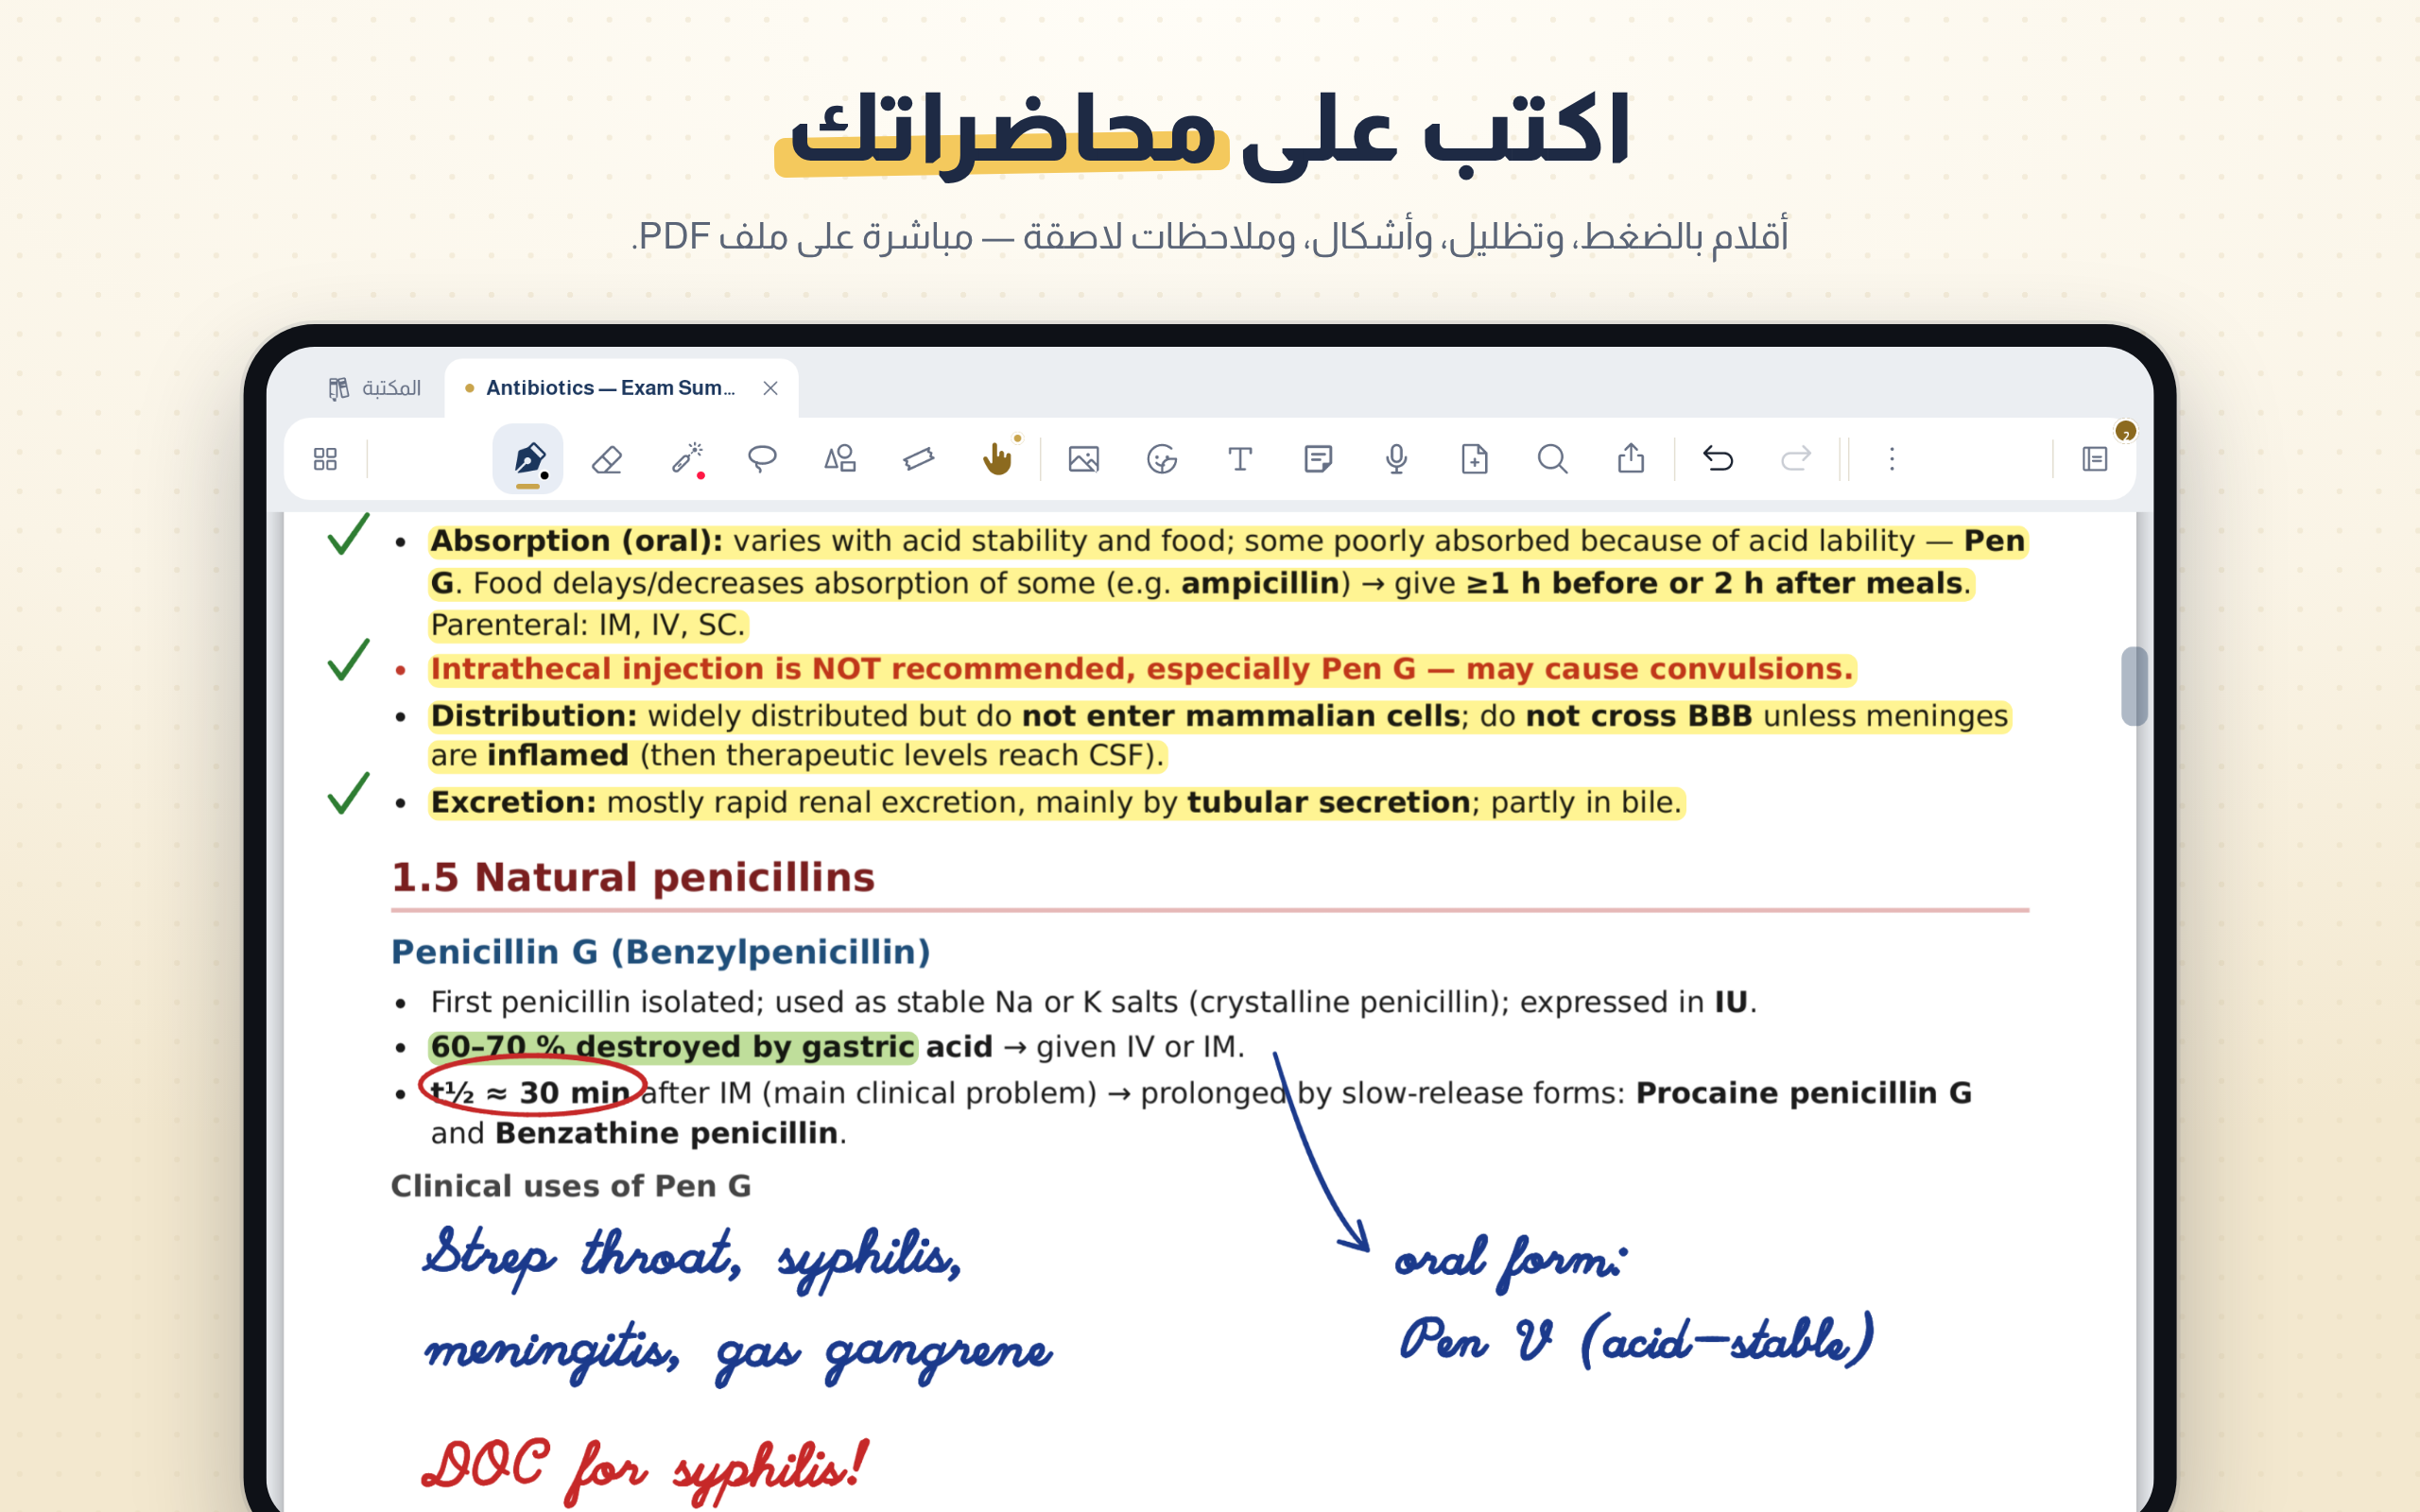 اكتب على محاضراتك
أقلام بالضغط، وتظليل، وأشكال، وملاحظات لاصقة — مباشرة على ملف PDF.
المكتبة
Antibiotics — Exam Sum...
2
• Absorption (oral): varies with acid stability and food; some poorly absorbed because of acid lability — Pen
G. Food delays/decreases absorption of some (e.g. ampicillin) → give ≥1 h before or 2 h after meals.
Parenteral: IM, IV, SC.
• Intrathecal injection is NOT recommended, especially Pen G — may cause convulsions.
• Distribution: widely distributed but do not enter mammalian cells; do not cross BBB unless meninges
are inflamed (then therapeutic levels reach CSF).
• Excretion: mostly rapid renal excretion, mainly by tubular secretion; partly in bile.
1.5 Natural penicillins
Penicillin G (Benzylpenicillin)
• First penicillin isolated; used as stable Na or K salts (crystalline penicillin); expressed in IU.
• 60–70 % destroyed by gastric acid → given IV or IM.
• t½ ≈ 30 min after IM (main clinical problem) → prolonged by slow-release forms: Procaine penicillin G
and Benzathine penicillin.
Clinical uses of Pen G
Strep throat, syphilis,
meningitis, gas gangrene
oral form:
Pen V (acid—stable)
DOC for syphilis!